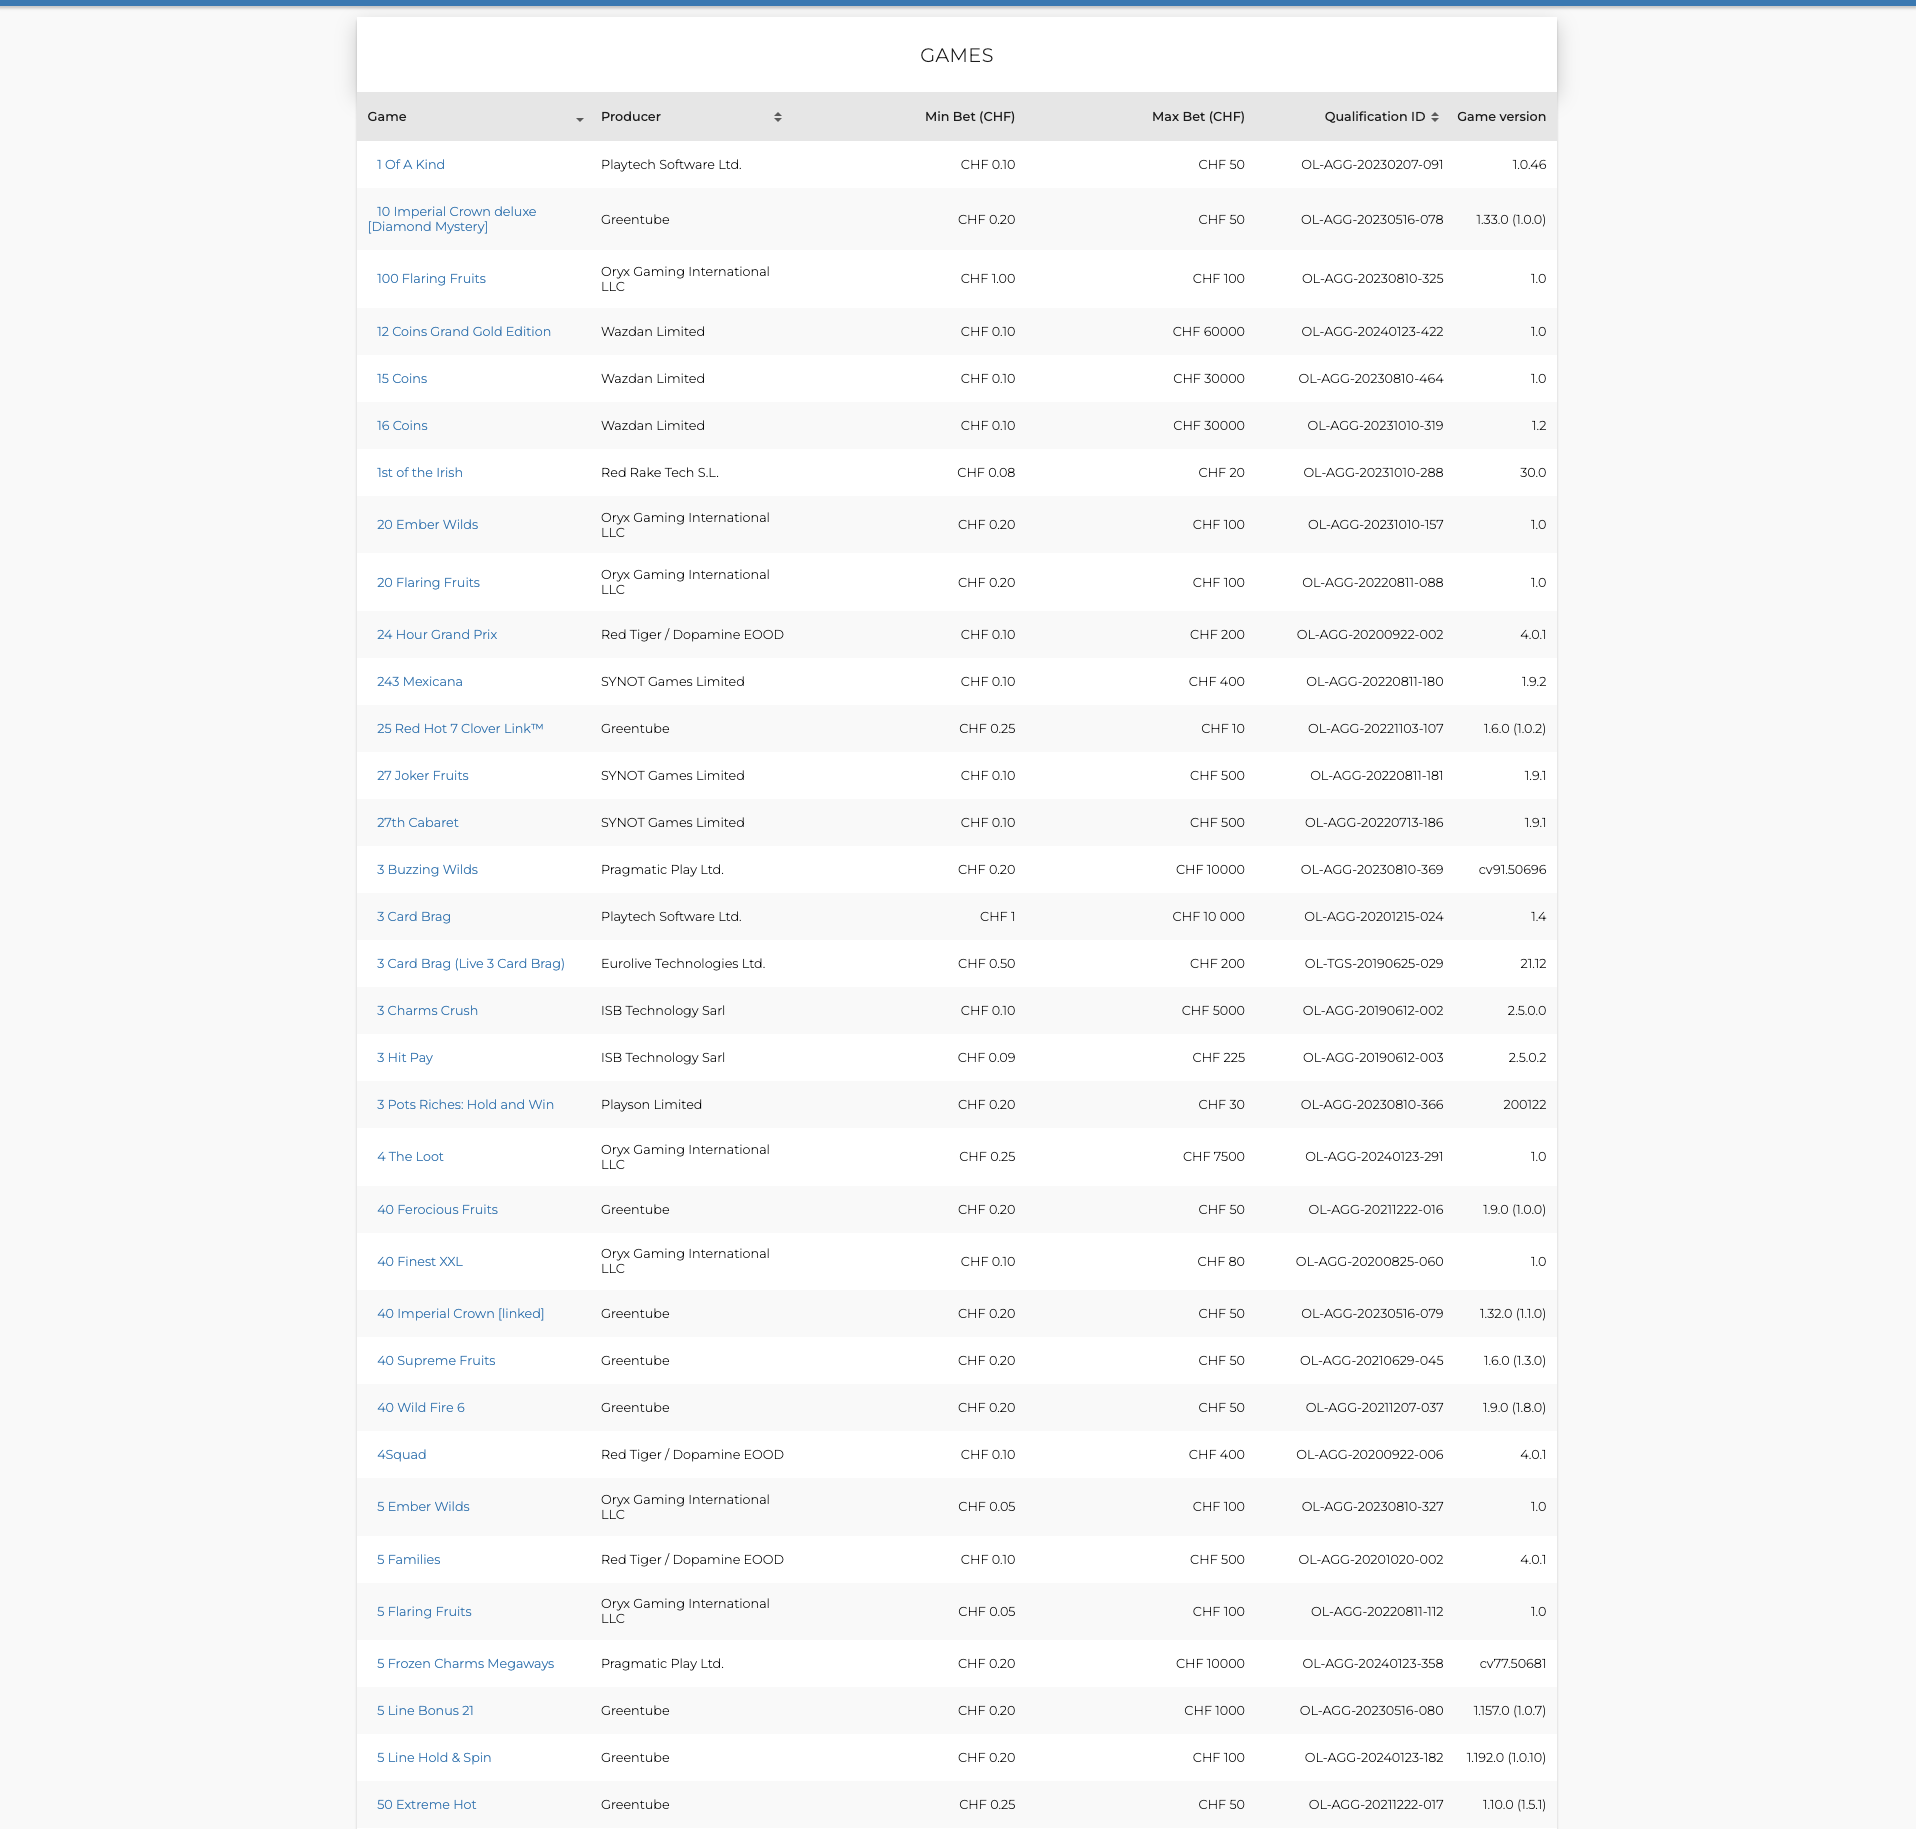 GAMES
Game Producer Min Bet (CHF) Max Bet (CHF) Qualification ID Game version
1 Of A Kind Playtech Software Ltd. CHF 0.10 CHF 50 OL-AGG-20230207-091 1.0.46
10 Imperial Crown deluxe
[Diamond Mystery] Greentube CHF 0.20 CHF 50 OL-AGG-20230516-078 1.33.0 (1.0.0)
100 Flaring Fruits Oryx Gaming International
LLC CHF 1.00 CHF 100 OL-AGG-20230810-325 1.0
12 Coins Grand Gold Edition Wazdan Limited CHF 0.10 CHF 60000 OL-AGG-20240123-422 1.0
15 Coins Wazdan Limited CHF 0.10 CHF 30000 OL-AGG-20230810-464 1.0
16 Coins Wazdan Limited CHF 0.10 CHF 30000 OL-AGG-20231010-319 1.2
1st of the Irish Red Rake Tech S.L. CHF 0.08 CHF 20 OL-AGG-20231010-288 30.0
20 Ember Wilds Oryx Gaming International
LLC CHF 0.20 CHF 100 OL-AGG-20231010-157 1.0
20 Flaring Fruits Oryx Gaming International
LLC CHF 0.20 CHF 100 OL-AGG-20220811-088 1.0
24 Hour Grand Prix Red Tiger / Dopamine EOOD CHF 0.10 CHF 200 OL-AGG-20200922-002 4.0.1
243 Mexicana SYNOT Games Limited CHF 0.10 CHF 400 OL-AGG-20220811-180 1.9.2
25 Red Hot 7 Clover Link™ Greentube CHF 0.25 CHF 10 OL-AGG-20221103-107 1.6.0 (1.0.2)
27 Joker Fruits SYNOT Games Limited CHF 0.10 CHF 500 OL-AGG-20220811-181 1.9.1
27th Cabaret SYNOT Games Limited CHF 0.10 CHF 500 OL-AGG-20220713-186 1.9.1
3 Buzzing Wilds Pragmatic Play Ltd. CHF 0.20 CHF 10000 OL-AGG-20230810-369 cv91.50696
3 Card Brag Playtech Software Ltd. CHF 1 CHF 10 000 OL-AGG-20201215-024 1.4
3 Card Brag (Live 3 Card Brag) Eurolive Technologies Ltd. CHF 0.50 CHF 200 OL-TGS-20190625-029 21.12
3 Charms Crush ISB Technology Sarl CHF 0.10 CHF 5000 OL-AGG-20190612-002 2.5.0.0
3 Hit Pay ISB Technology Sarl CHF 0.09 CHF 225 OL-AGG-20190612-003 2.5.0.2
3 Pots Riches: Hold and Win Playson Limited CHF 0.20 CHF 30 OL-AGG-20230810-366 200122
4 The Loot Oryx Gaming International
LLC CHF 0.25 CHF 7500 OL-AGG-20240123-291 1.0
40 Ferocious Fruits Greentube CHF 0.20 CHF 50 OL-AGG-20211222-016 1.9.0 (1.0.0)
40 Finest XXL Oryx Gaming International
LLC CHF 0.10 CHF 80 OL-AGG-20200825-060 1.0
40 Imperial Crown [linked] Greentube CHF 0.20 CHF 50 OL-AGG-20230516-079 1.32.0 (1.1.0)
40 Supreme Fruits Greentube CHF 0.20 CHF 50 OL-AGG-20210629-045 1.6.0 (1.3.0)
40 Wild Fire 6 Greentube CHF 0.20 CHF 50 OL-AGG-20211207-037 1.9.0 (1.8.0)
4Squad Red Tiger / Dopamine EOOD CHF 0.10 CHF 400 OL-AGG-20200922-006 4.0.1
5 Ember Wilds Oryx Gaming International
LLC CHF 0.05 CHF 100 OL-AGG-20230810-327 1.0
5 Families Red Tiger / Dopamine EOOD CHF 0.10 CHF 500 OL-AGG-20201020-002 4.0.1
5 Flaring Fruits Oryx Gaming International
LLC CHF 0.05 CHF 100 OL-AGG-20220811-112 1.0
5 Frozen Charms Megaways Pragmatic Play Ltd. CHF 0.20 CHF 10000 OL-AGG-20240123-358 cv77.50681
5 Line Bonus 21 Greentube CHF 0.20 CHF 1000 OL-AGG-20230516-080 1.157.0 (1.0.7)
5 Line Hold & Spin Greentube CHF 0.20 CHF 100 OL-AGG-20240123-182 1.192.0 (1.0.10)
50 Extreme Hot Greentube CHF 0.25 CHF 50 OL-AGG-20211222-017 1.10.0 (1.5.1)